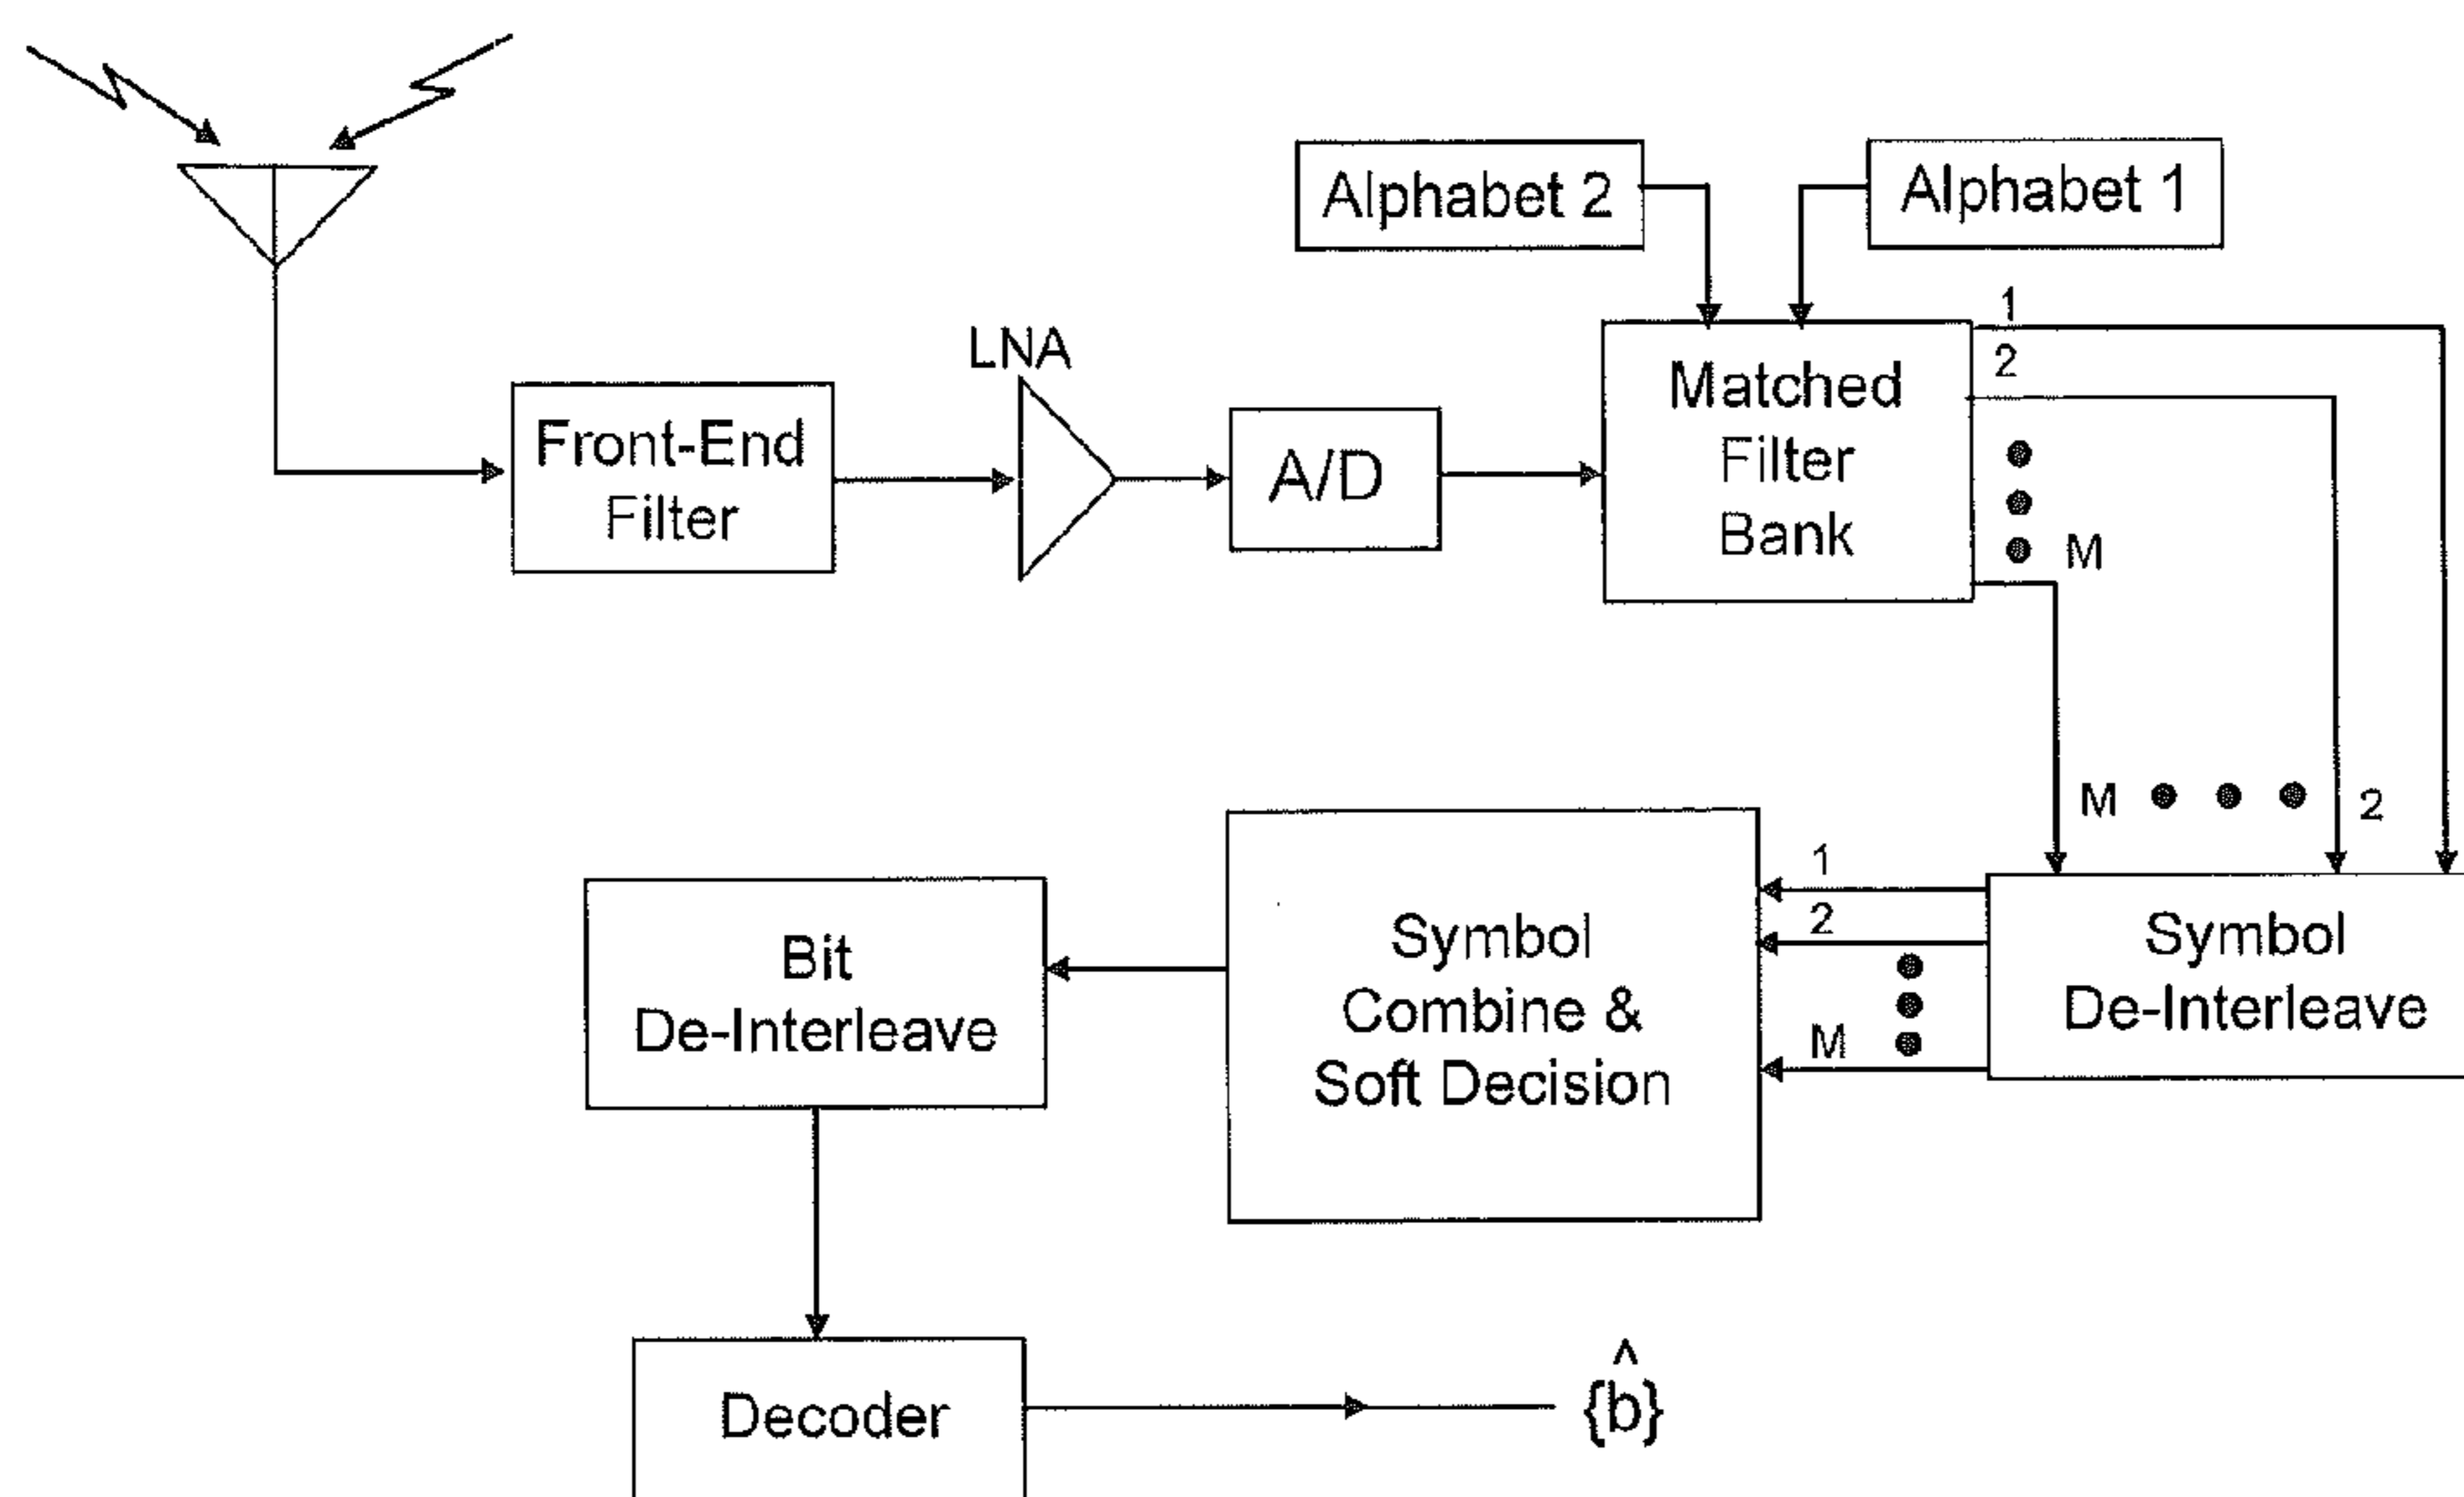 Alphabet 2
Alphabet 1
LNA
Front-End
Filter
A/D
Matched
Filter
Bank
1
2
M
M
2
1
2
M
Symbol
De-Interleave
Symbol
Combine &
Soft Decision
Bit
De-Interleave
Decoder
{b̂}